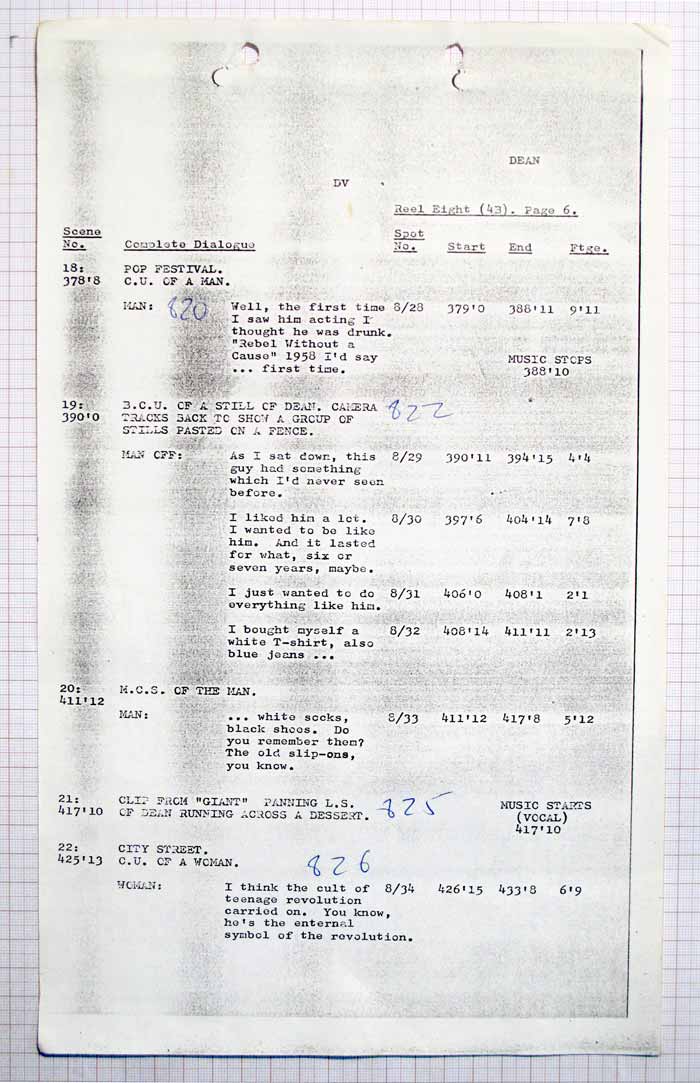 DEAN
DV
Reel Eight (43). Page 6.
Scene No. Complete Dialogue Spot No. Start End Ftge.
18: POP FESTIVAL.
378'8 C.U. OF A MAN.
MAN: 820 Well, the first time 8/28 379'0 388'11 9'11
I saw him acting I
thought he was drunk.
"Rebel Without a
Cause" 1958 I'd say MUSIC STOPS
... first time. 388'10
19: B.C.U. OF A STILL OF DEAN. CAMERA 822
390'0 TRACKS BACK TO SHOW A GROUP OF
STILLS PASTED ON A FENCE.
MAN OFF: As I sat down, this 8/29 390'11 394'15 4'4
guy had something
which I'd never seen
before.
I liked him a lot. 8/30 397'6 404'14 7'8
I wanted to be like
him. And it lasted
for what, six or
seven years, maybe.
I just wanted to do 8/31 406'0 408'1 2'1
everything like him.
I bought myself a 8/32 408'14 411'11 2'13
white T-shirt, also
blue jeans ...
20: M.C.S. OF THE MAN.
411'12
MAN: ... white socks, 8/33 411'12 417'8 5'12
black shoes. Do
you remember them?
The old slip-ons,
you know.
21: CLIP FROM "GIANT" PANNING L.S. 825 MUSIC STARTS
417'10 OF DEAN RUNNING ACROSS A DESSERT. (VOCAL)
417'10
22: CITY STREET.
425'13 C.U. OF A WOMAN. 826
WOMAN: I think the cult of 8/34 426'15 433'8 6'9
teenage revolution
carried on. You know,
he's the enternal
symbol of the revolution.